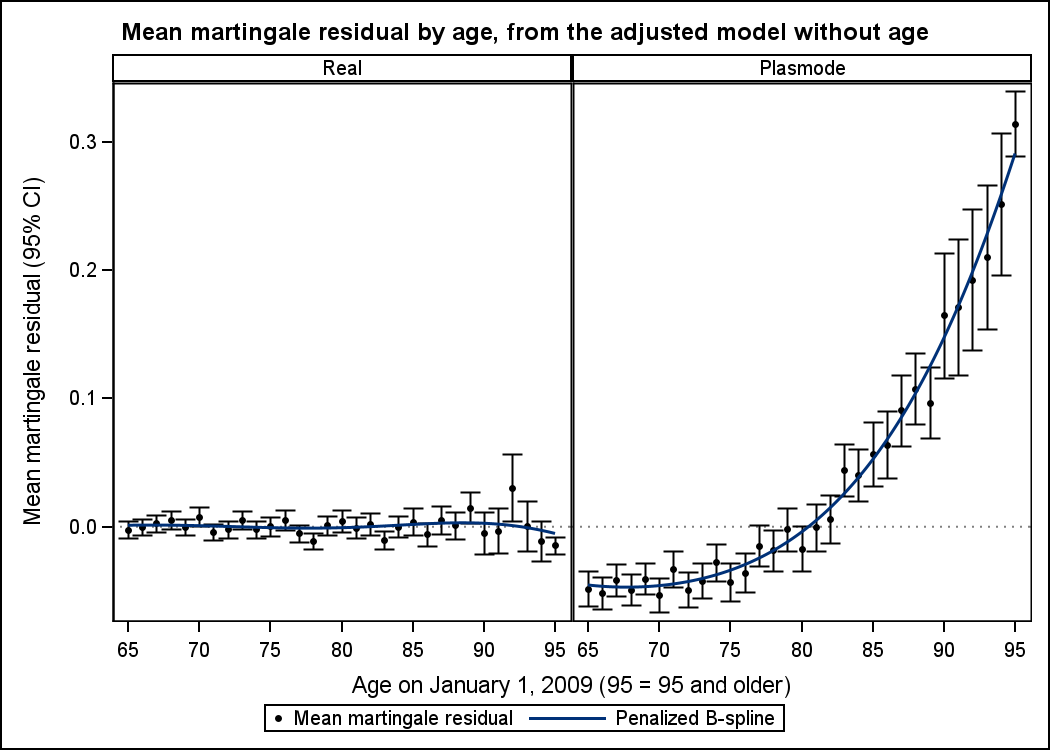 Mean martingale residual by age, from the adjusted model without age
Real
Plasmode
Mean martingale residual (95% CI)
0.3
0.2
0.1
0.0
65 70 75 80 85 90 95 65 70 75 80 85 90 95
Age on January 1, 2009 (95 = 95 and older)
Mean martingale residual
Penalized B-spline